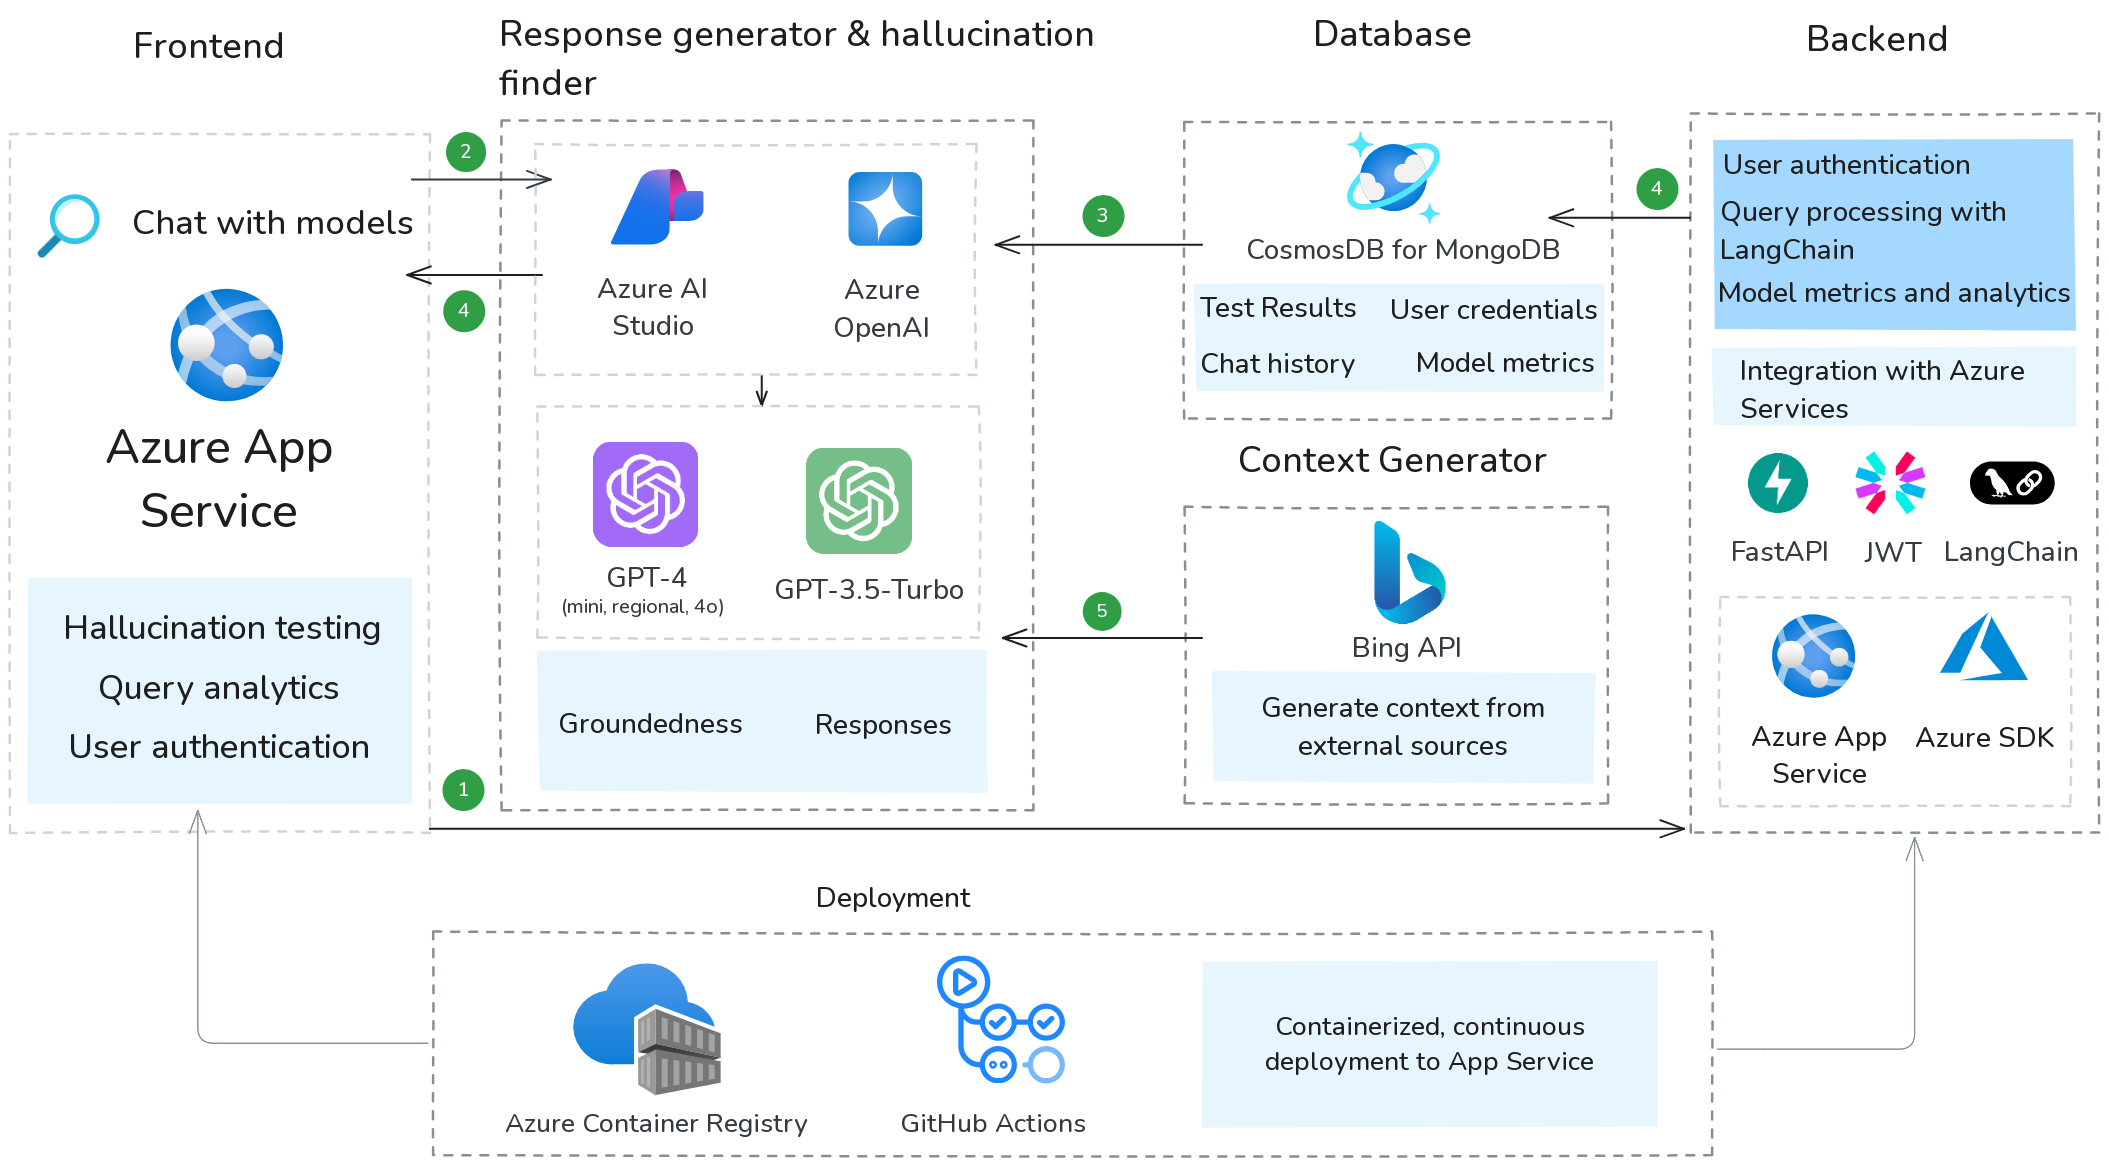 Frontend
Response generator & hallucination
finder
Database
Backend
2
Chat with models
4
Azure App
Service
Hallucination testing
Query analytics
User authentication
1
Azure AI
Studio
Azure
OpenAI
GPT-4
(mini, regional, 4o)
GPT-3.5-Turbo
Groundedness
Responses
3
5
CosmosDB for MongoDB
Test Results
User credentials
Chat history
Model metrics
Context Generator
Bing API
Generate context from
external sources
4
User authentication
Query processing with
LangChain
Model metrics and analytics
Integration with Azure
Services
FastAPI
JWT
LangChain
Azure App
Service
Azure SDK
Deployment
Azure Container Registry
GitHub Actions
Containerized, continuous
deployment to App Service